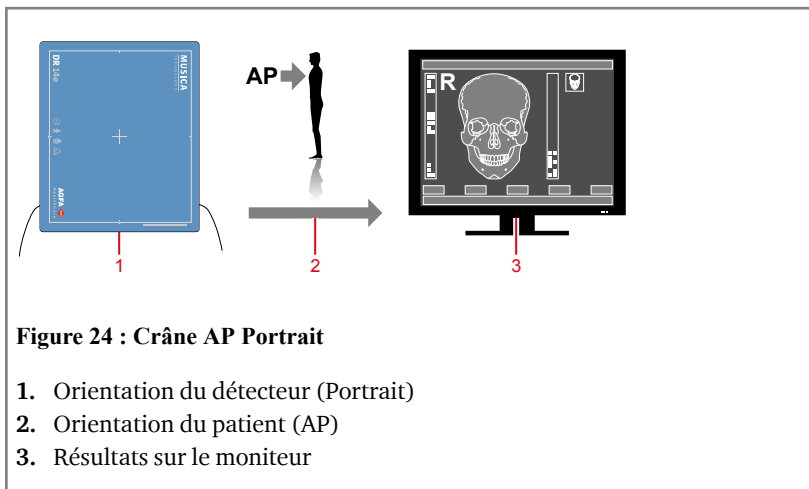 DR 14e
MUSICA
AGFA
AP
R
1
2
3
Figure 24 : Crâne AP Portrait
1. Orientation du détecteur (Portrait)
2. Orientation du patient (AP)
3. Résultats sur le moniteur